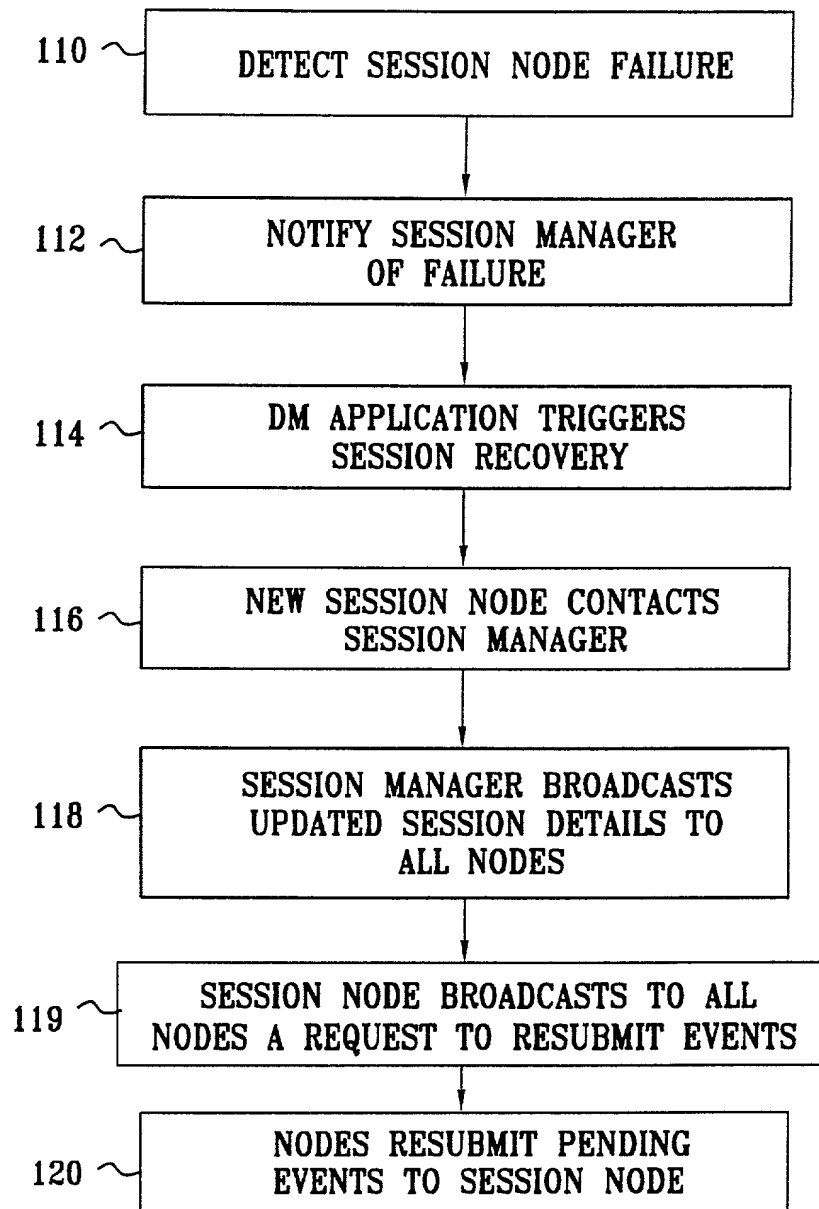 110
DETECT SESSION NODE FAILURE
112
NOTIFY SESSION MANAGER
OF FAILURE
114
DM APPLICATION TRIGGERS
SESSION RECOVERY
116
NEW SESSION NODE CONTACTS
SESSION MANAGER
118
SESSION MANAGER BROADCASTS
UPDATED SESSION DETAILS TO
ALL NODES
119
SESSION NODE BROADCASTS TO ALL
NODES A REQUEST TO RESUBMIT EVENTS
120
NODES RESUBMIT PENDING
EVENTS TO SESSION NODE